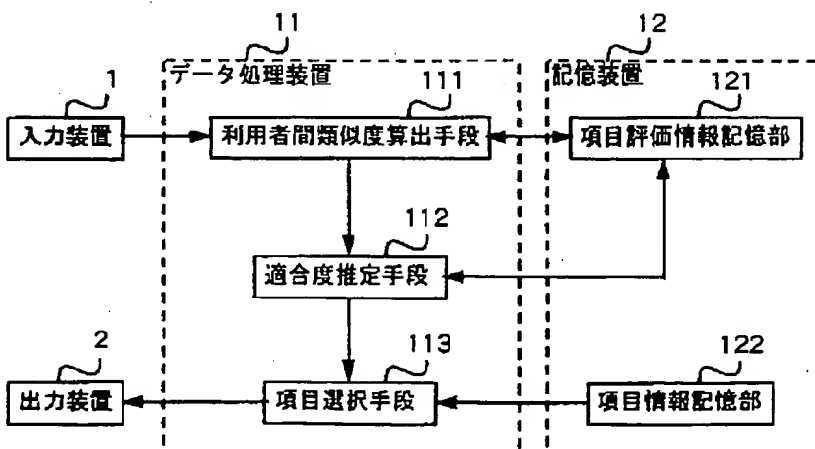 11
12
データ処理装置
記憶装置
1
111
121
入力装置
利用者間類似度算出手段
項目評価情報記憶部
112
適合度推定手段
2
113
122
出力装置
項目選択手段
項目情報記憶部